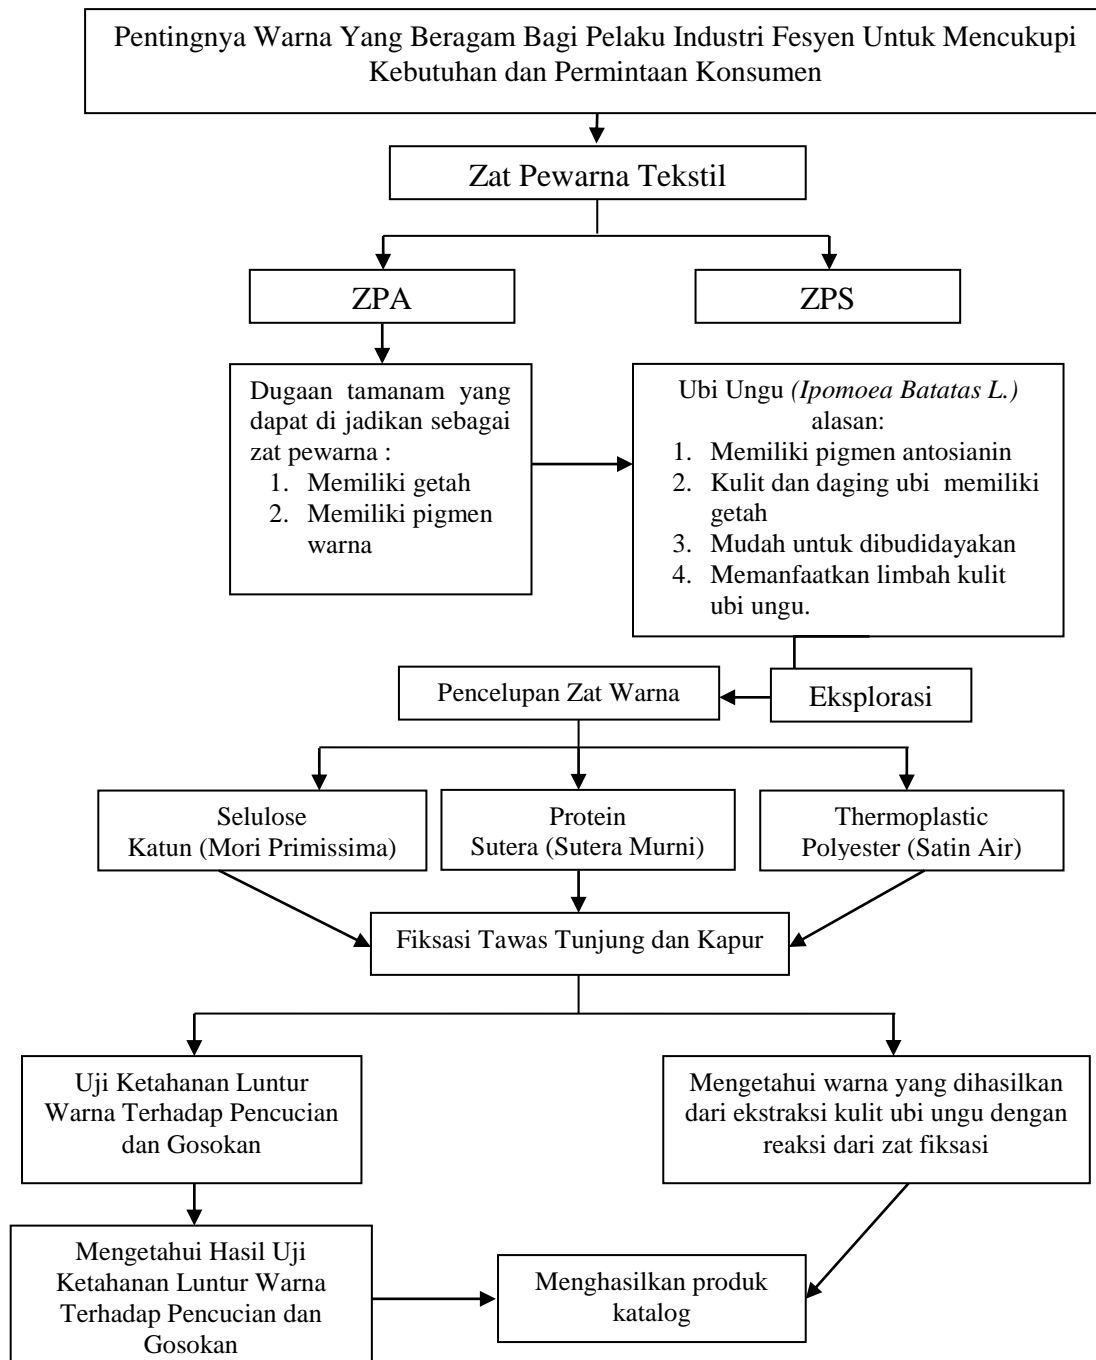 Pentingnya Warna Yang Beragam Bagi Pelaku Industri Fesyen Untuk Mencukupi
Kebutuhan dan Permintaan Konsumen
Zat Pewarna Tekstil
ZPA
ZPS
Dugaan tamanam yang
dapat di jadikan sebagai
zat pewarna :
1. Memiliki getah
2. Memiliki pigmen
warna
Ubi Ungu (Ipomoea Batatas L.)
alasan:
1. Memiliki pigmen antosianin
2. Kulit dan daging ubi memiliki
getah
3. Mudah untuk dibudidayakan
4. Memanfaatkan limbah kulit
ubi ungu.
Eksplorasi
Pencelupan Zat Warna
Selulose
Katun (Mori Primissima)
Protein
Sutera (Sutera Murni)
Thermoplastic
Polyester (Satin Air)
Fiksasi Tawas Tunjung dan Kapur
Uji Ketahanan Luntur
Warna Terhadap Pencucian
dan Gosokan
Mengetahui warna yang dihasilkan
dari ekstraksi kulit ubi ungu dengan
reaksi dari zat fiksasi
Mengetahui Hasil Uji
Ketahanan Luntur Warna
Terhadap Pencucian dan
Gosokan
Menghasilkan produk
katalog